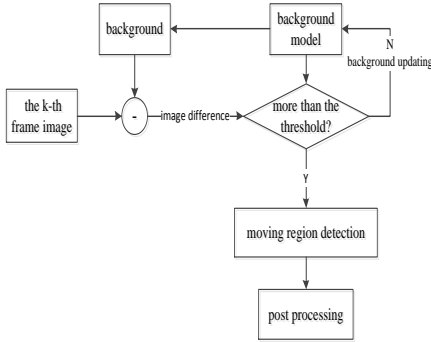 background
background
model
N
background updating
the k-th
frame image
-
image difference
more than the
threshold?
Y
moving region detection
post processing